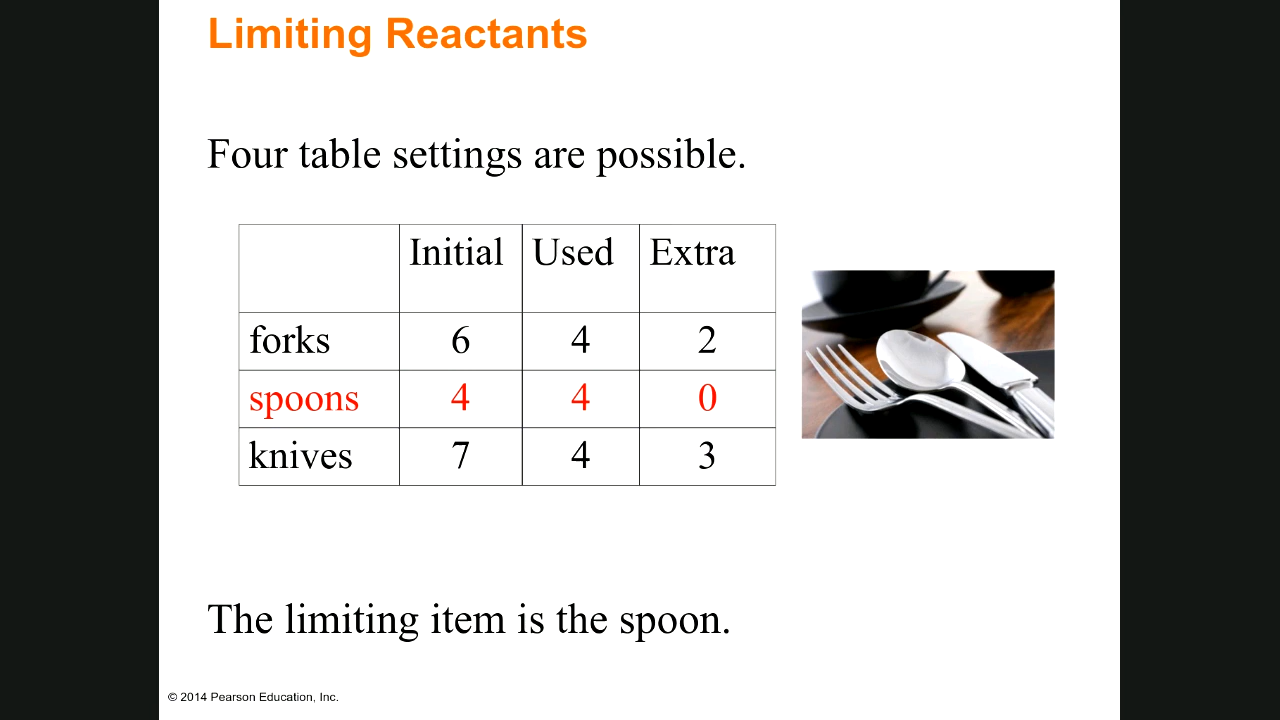 Limiting Reactants
Four table settings are possible.
Initial Used Extra
forks 6 4 2
spoons 4 4 0
knives 7 4 3
The limiting item is the spoon.
© 2014 Pearson Education, Inc.